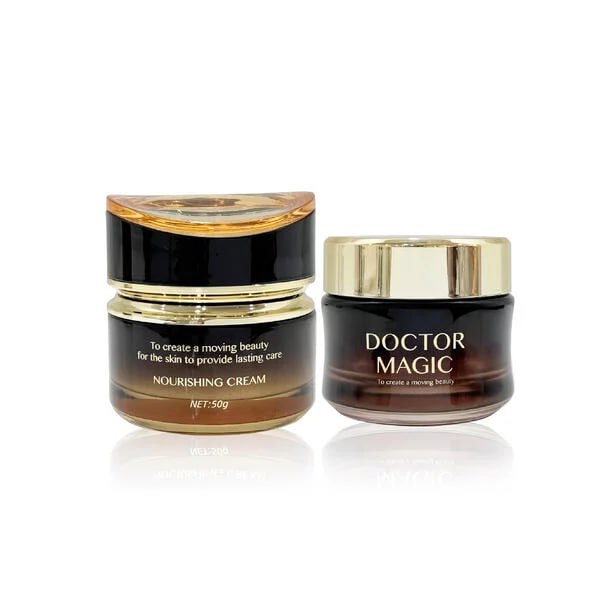 To create a moving beauty
for the skin to provide lasting care
NOURISHING CREAM
NET:50g
DOCTOR
MAGIC
To create a moving beauty